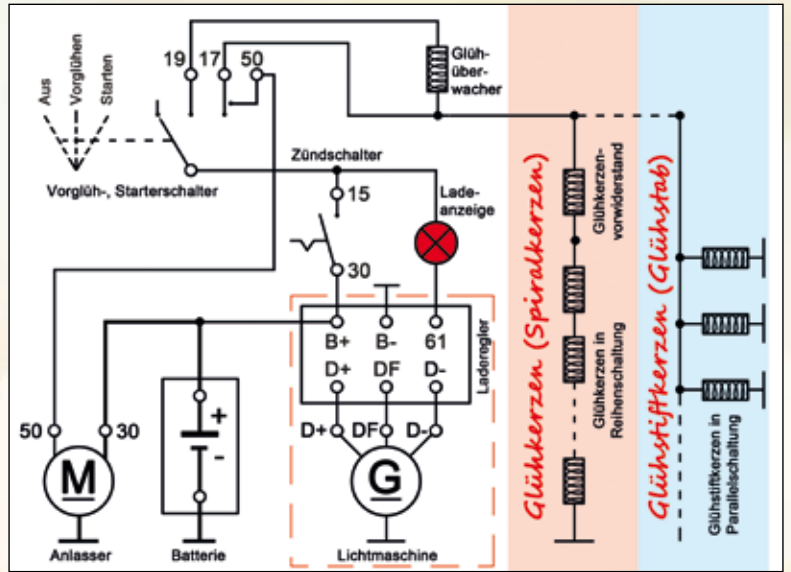 19 17 50
Glüh-
über-
wacher
Aus
Vorglühen
Starten
Zündschalter
Vorglüh-, Starterschalter
15
Lade-
anzeige
30
B+ B- 61
D+ DF D-
Laderegler
D+ DF D-
50 30
M
+
-
G
Anlasser
Batterie
Lichtmaschine
Glühkerzen (Spiralkerzen)
Glühkerzen-
vorwiderstand
Glühkerzen in
Reihenschaltung
Glühstiftkerzen (Glühstab)
Glühstiftkerzen in
Parallelschaltung